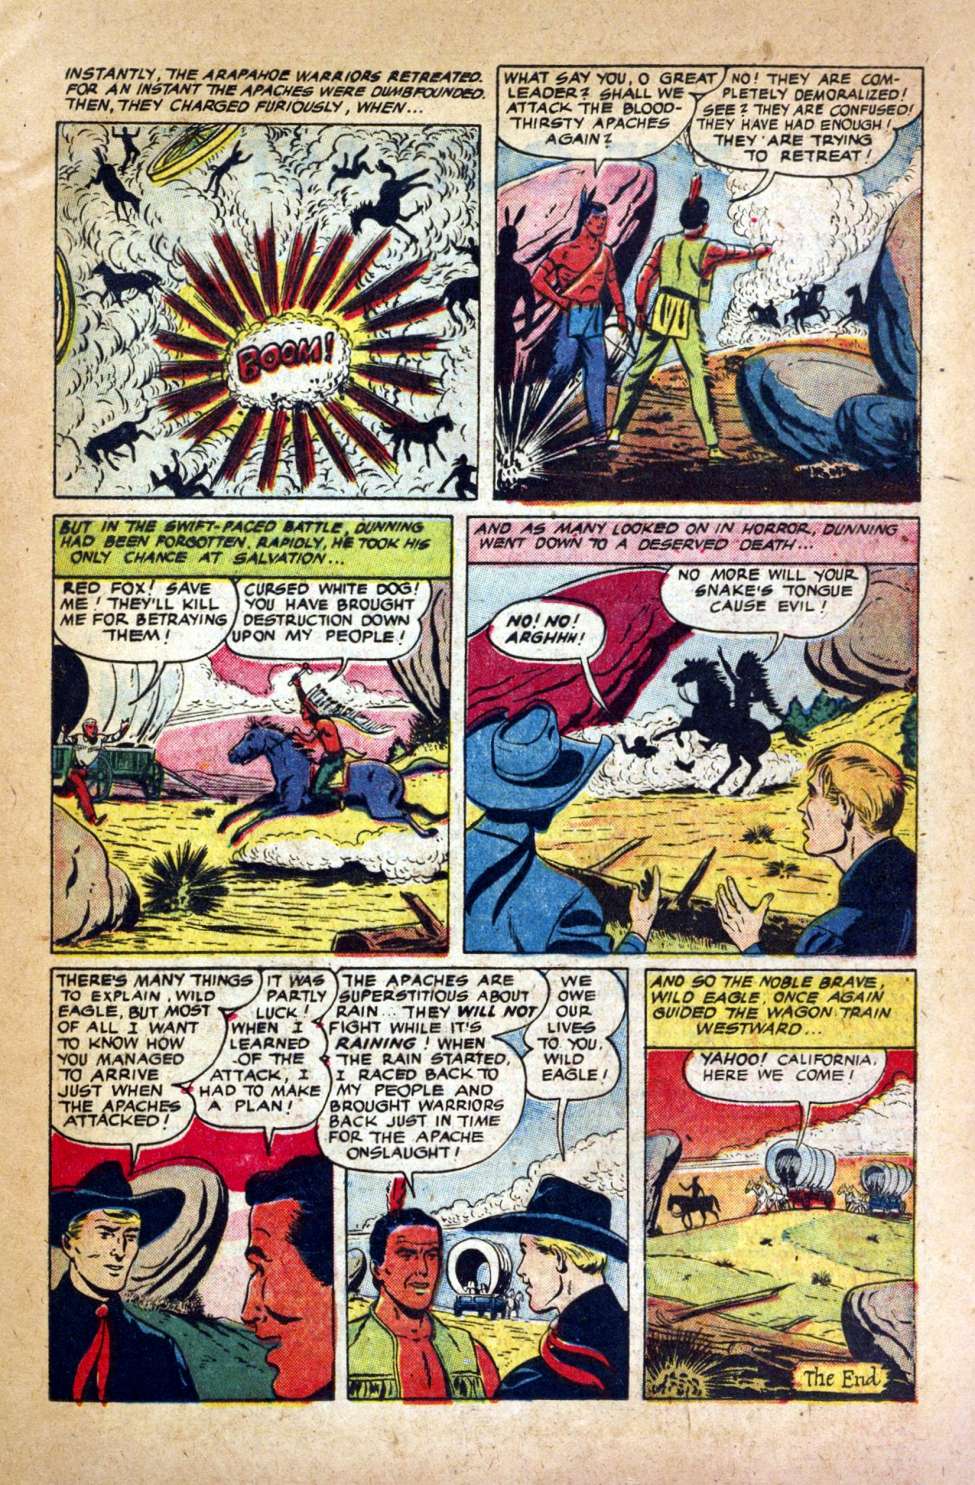 INSTANTLY, THE ARAPAHOE WARRIORS RETREATED.
FOR AN INSTANT THE APACHES WERE DUMBFOUNDED.
THEN, THEY CHARGED FURIOUSLY, WHEN...
BOOM!
WHAT SAY YOU, O GREAT
LEADER? SHALL WE
ATTACK THE BLOOD-
THIRSTY APACHES
AGAIN?
NO! THEY ARE COM-
PLETELY DEMORALIZED!
SEE? THEY ARE CONFUSED!
THEY HAVE HAD ENOUGH!
THEY ARE TRYING
TO RETREAT!
BUT IN THE SWIFT-PACED BATTLE, DUNNING
HAD BEEN FORGOTTEN, RAPIDLY, HE TOOK HIS
ONLY CHANCE AT SALVATION...
RED FOX! SAVE
ME! THEY'LL KILL
ME FOR BETRAYING
THEM!
CURSED WHITE DOG!
YOU HAVE BROUGHT
DESTRUCTION DOWN
UPON MY PEOPLE!
AND AS MANY LOOKED ON IN HORROR, DUNNING
WENT DOWN TO A DESERVED DEATH...
NO! NO!
ARGHHH!
NO MORE WILL YOUR
SNAKE'S TONGUE
CAUSE EVIL!
THERE'S MANY THINGS
TO EXPLAIN, WILD
EAGLE, BUT MOST
OF ALL I WANT
TO KNOW HOW
YOU MANAGED
TO ARRIVE
JUST WHEN
THE APACHES
ATTACKED!
IT WAS
PARTLY
LUCK!
WHEN I
LEARNED
OF THE
ATTACK, I
HAD TO MAKE
A PLAN!
THE APACHES ARE
SUPERSTITIOUS ABOUT
RAIN... THEY WILL NOT
FIGHT WHILE IT'S
RAINING! WHEN
THE RAIN STARTED,
I RACED BACK TO
MY PEOPLE AND
BROUGHT WARRIORS
BACK JUST IN TIME
FOR THE APACHE
ONSLAUGHT!
WE
OWE
OUR
LIVES
TO YOU,
WILD
EAGLE!
AND SO THE NOBLE BRAVE,
WILD EAGLE, ONCE AGAIN
GUIDED THE WAGON TRAIN
WESTWARD...
YAHOO! CALIFORNIA,
HERE WE COME!
The End